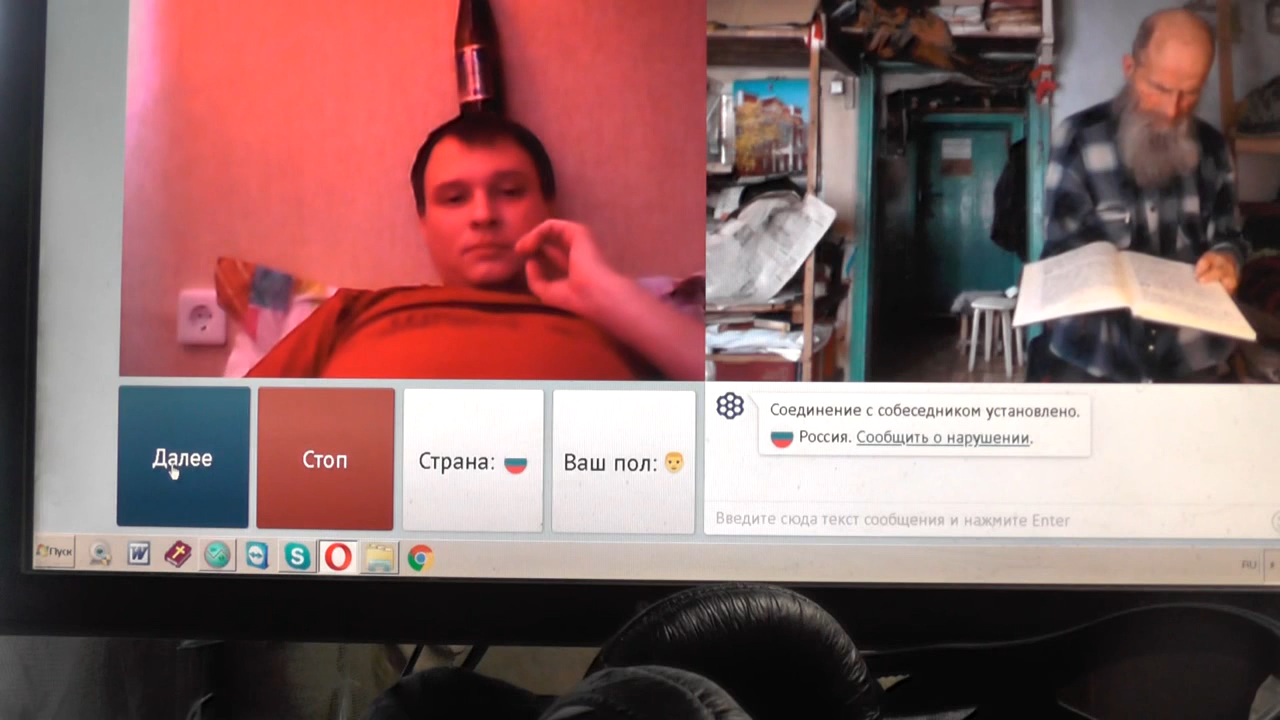 Далее
Стоп
Страна:
Ваш пол:
Соединение с собеседником установлено.
Россия. Сообщить о нарушении.
Введите сюда текст сообщения и нажмите Enter
Пуск
RU